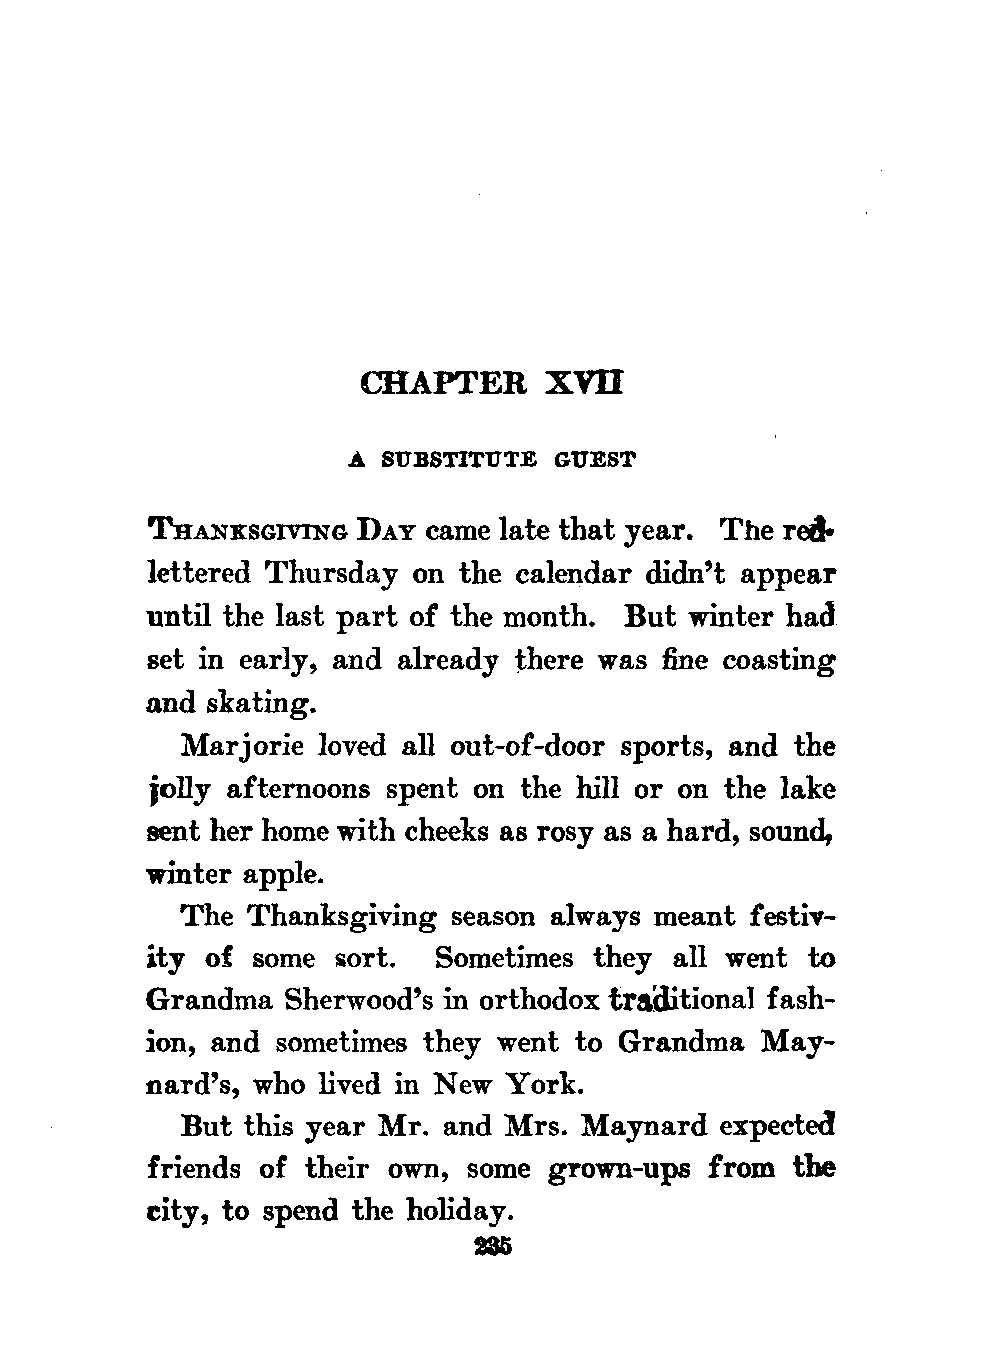 CHAPTER XVII
A SUBSTITUTE GUEST
THANKSGIVING DAY came late that year. The red-
lettered Thursday on the calendar didn't appear
until the last part of the month. But winter had
set in early, and already there was fine coasting
and skating.
Marjorie loved all out-of-door sports, and the
jolly afternoons spent on the hill or on the lake
sent her home with cheeks as rosy as a hard, sound,
winter apple.
The Thanksgiving season always meant festiv-
ity of some sort. Sometimes they all went to
Grandma Sherwood's in orthodox traditional fash-
ion, and sometimes they went to Grandma May-
nard's, who lived in New York.
But this year Mr. and Mrs. Maynard expected
friends of their own, some grown-ups from the
city, to spend the holiday.
235